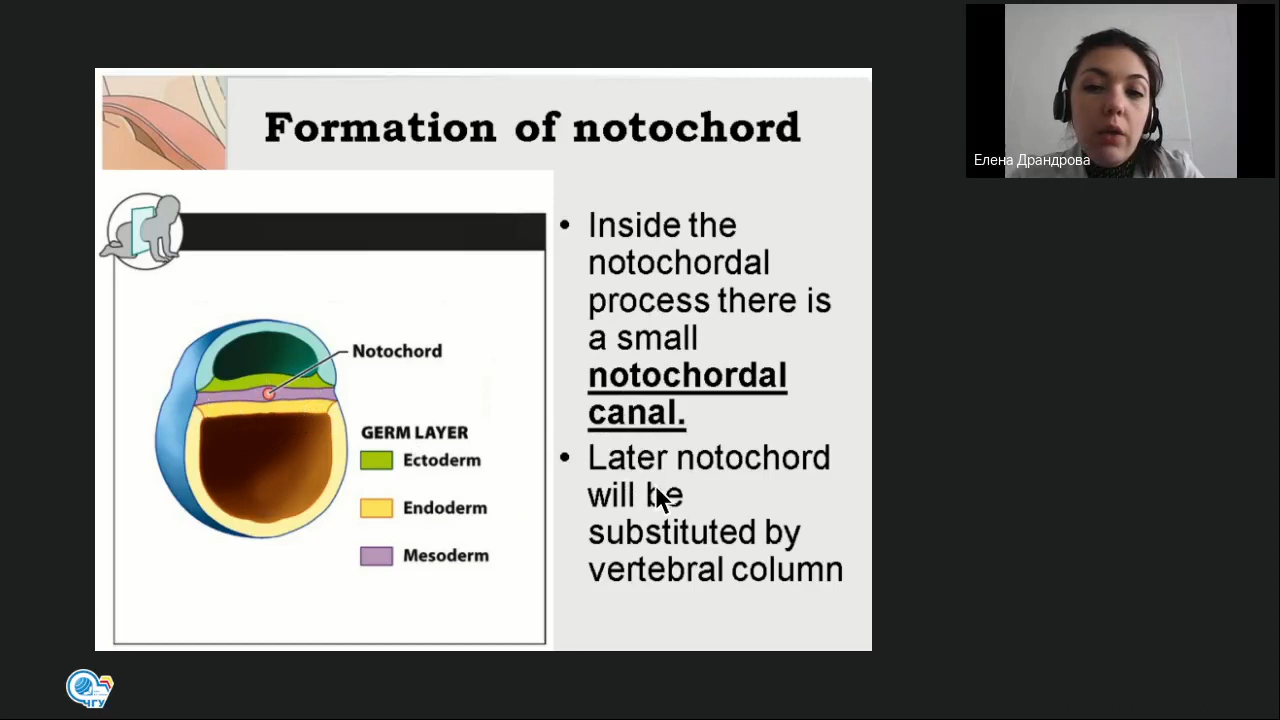 Formation of notochord
Елена Драндрова
• Inside the
notochordal
process there is
a small
notochordal
canal.
• Later notochord
will be
substituted by
vertebral column
Notochord
GERM LAYER
Ectoderm
Endoderm
Mesoderm
ЧГУ